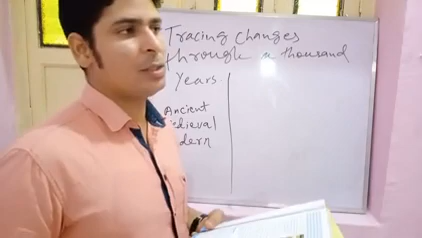 Tracing Changes
through a thousand
Years.
Ancient
edieval
dern